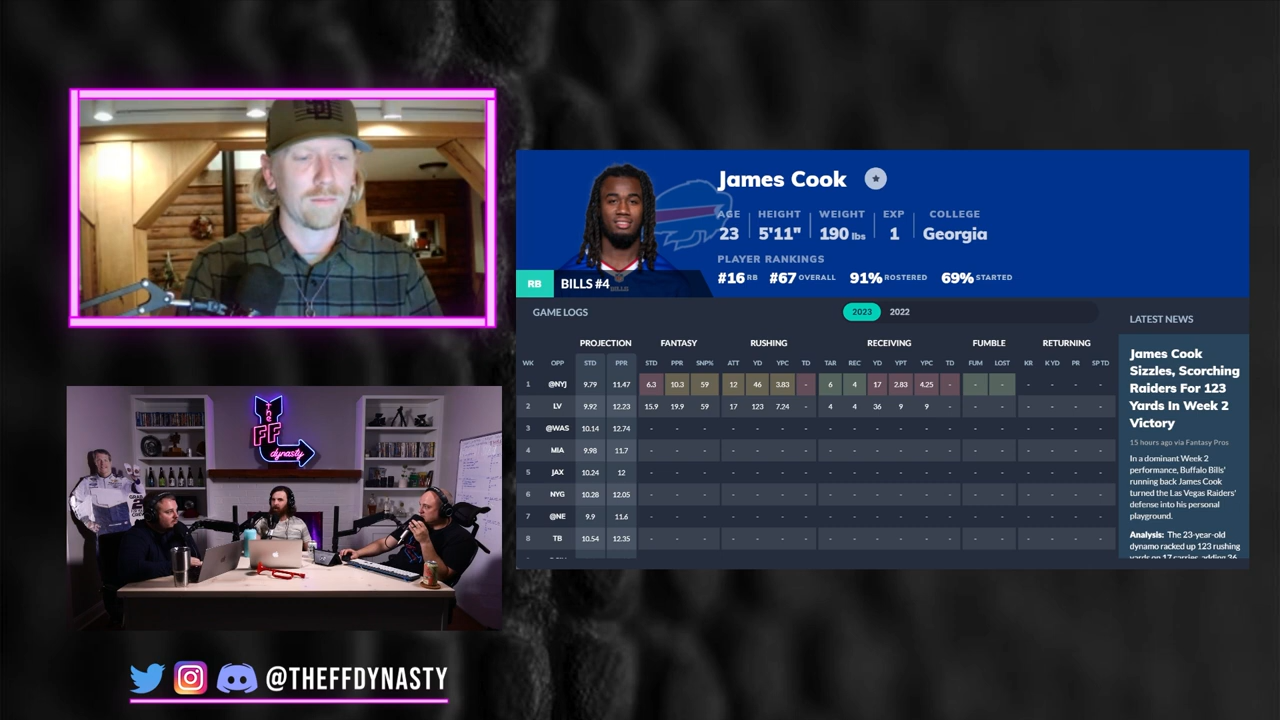 James Cook
AGE HEIGHT WEIGHT EXP COLLEGE
23 5'11" 190 lbs 1 Georgia
PLAYER RANKINGS
#16 RB #67 OVERALL 91% ROSTERED 69% STARTED
RB BILLS #4
GAME LOGS 2023 2022
PROJECTION FANTASY RUSHING RECEIVING FUMBLE RETURNING
WK OPP STD PPR STD PPR SNP% ATT YD YPC TD TAR REC YD YPT YPC TD FUM LOST KR KYD PR SPTD
1 @NYJ 9.79 11.47 6.3 10.3 59 12 46 3.83 - 6 4 17 2.83 4.25 - - - - - - -
2 LV 9.92 12.23 15.9 19.9 59 17 123 7.24 - 4 4 36 9 9 - - - - - - -
3 @WAS 10.14 12.74 - - - - - - - - - - - - - - - - - - -
4 MIA 9.98 11.7 - - - - - - - - - - - - - - - - - - -
5 JAX 10.24 12 - - - - - - - - - - - - - - - - - - -
6 NYG 10.28 12.05 - - - - - - - - - - - - - - - - - - -
7 @NE 9.9 11.6 - - - - - - - - - - - - - - - - - - -
8 TB 10.54 12.35 - - - - - - - - - - - - - - - - - - -
LATEST NEWS
James Cook
Sizzles, Scorching
Raiders For 123
Yards In Week 2
Victory
15 hours ago via Fantasy Pros
In a dominant Week 2
performance, Buffalo Bills'
running back James Cook
turned the Las Vegas Raiders'
defense into his personal
playground.
Analysis: The 23-year-old
dynamo racked up 123 rushing
yards on 17 carries, adding 36
The
FF
dynasty
@THEFFDYNASTY